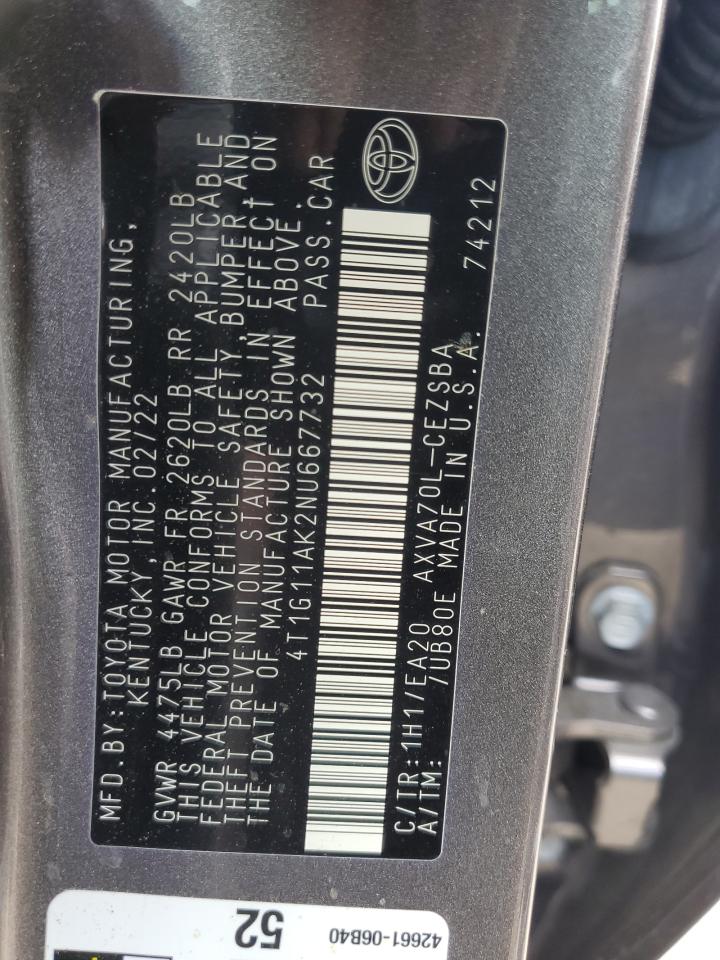 MFD.BY:TOYOTA MOTOR MANUFACTURING,
KENTUCKY,INC.02/22
GVWR 4475LB GAWR FR 2620LB RR 2420LB
THIS VEHICLE CONFORMS TO ALL APPLICABLE
FEDERAL MOTOR VEHICLE SAFETY,BUMPER,AND
THEFT PREVENTION STANDARDS IN EFFECT ON
THE DATE OF MANUFACTURE SHOWN ABOVE.
4T1G11AK2NU667732 PASS.CAR
C/TR:1H1/EA20 AXVA70L-CEZSBA
A/TM: /UB80E MADE IN U.S.A. 74212
52
42661-06B40